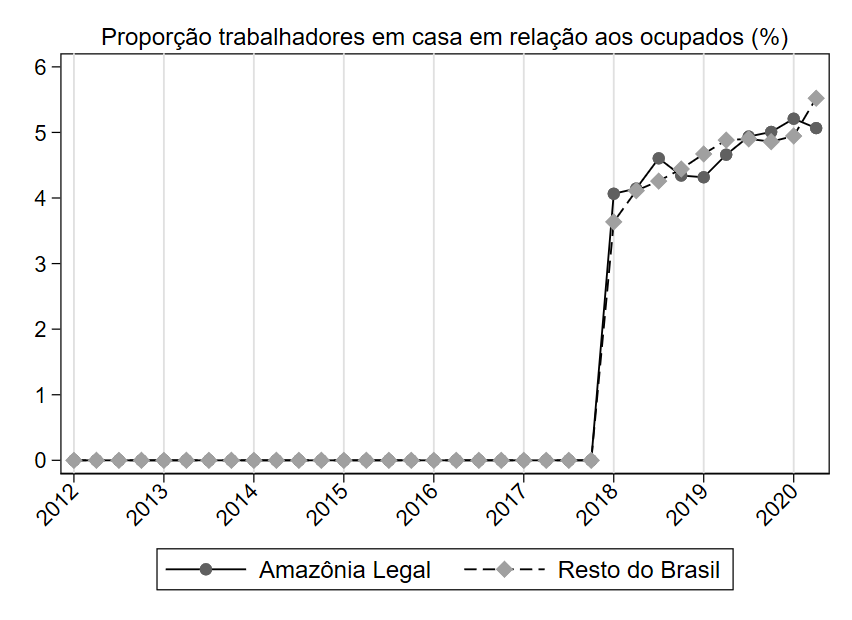 Proporção trabalhadores em casa em relação aos ocupados (%)
6
5
4
3
2
1
0
2012 2013 2014 2015 2016 2017 2018 2019 2020
Amazônia Legal Resto do Brasil